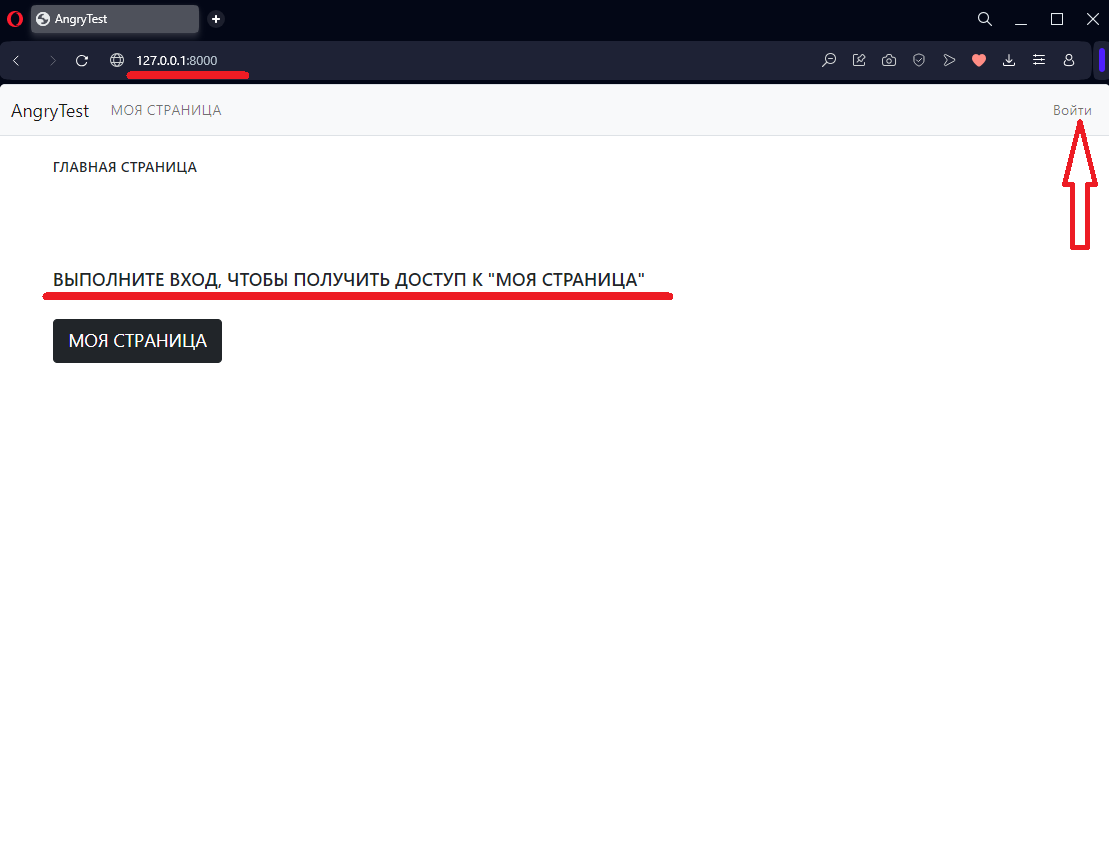 AngryTest
127.0.0.1:8000
AngryTest МОЯ СТРАНИЦА Войти
ГЛАВНАЯ СТРАНИЦА
ВЫПОЛНИТЕ ВХОД, ЧТОБЫ ПОЛУЧИТЬ ДОСТУП К "МОЯ СТРАНИЦА"
МОЯ СТРАНИЦА